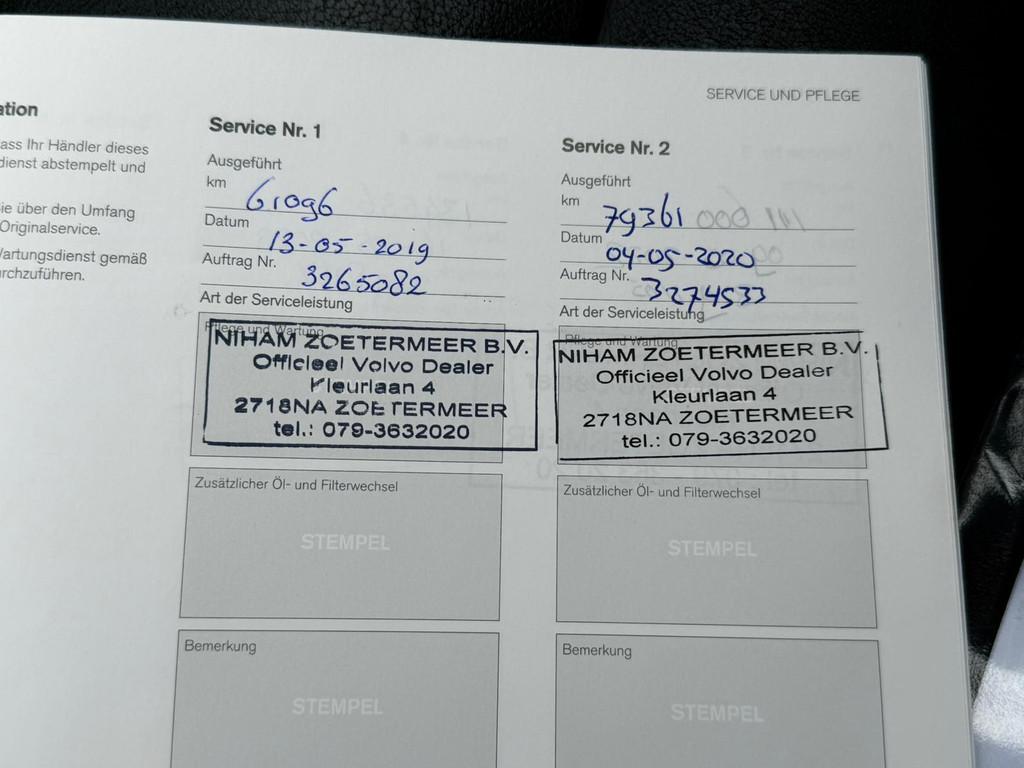 SERVICE UND PFLEGE
ation
ass Ihr Händler dieses
dienst abstempelt und
ie über den Umfang
Originalservice.
Wartungsdienst gemäß
rchzuführen.
Service Nr. 1
Ausgeführt
km 61096
Datum 13-05-2019
Auftrag Nr. 3265082
Art der Serviceleistung
Pflege und Wartung
NIHAM ZOETERMEER B.V.
Officieel Volvo Dealer
Kleurlaan 4
2718NA ZOETERMEER
tel.: 079-3632020
Zusätzlicher Öl- und Filterwechsel
STEMPEL
Bemerkung
STEMPEL
Service Nr. 2
Ausgeführt
km 79361
Datum 04-05-2020
Auftrag Nr. 3274533
Art der Serviceleistung
Pflege und Wartung
NIHAM ZOETERMEER B.V.
Officieel Volvo Dealer
Kleurlaan 4
2718NA ZOETERMEER
tel.: 079-3632020
Zusätzlicher Öl- und Filterwechsel
STEMPEL
Bemerkung
STEMPEL